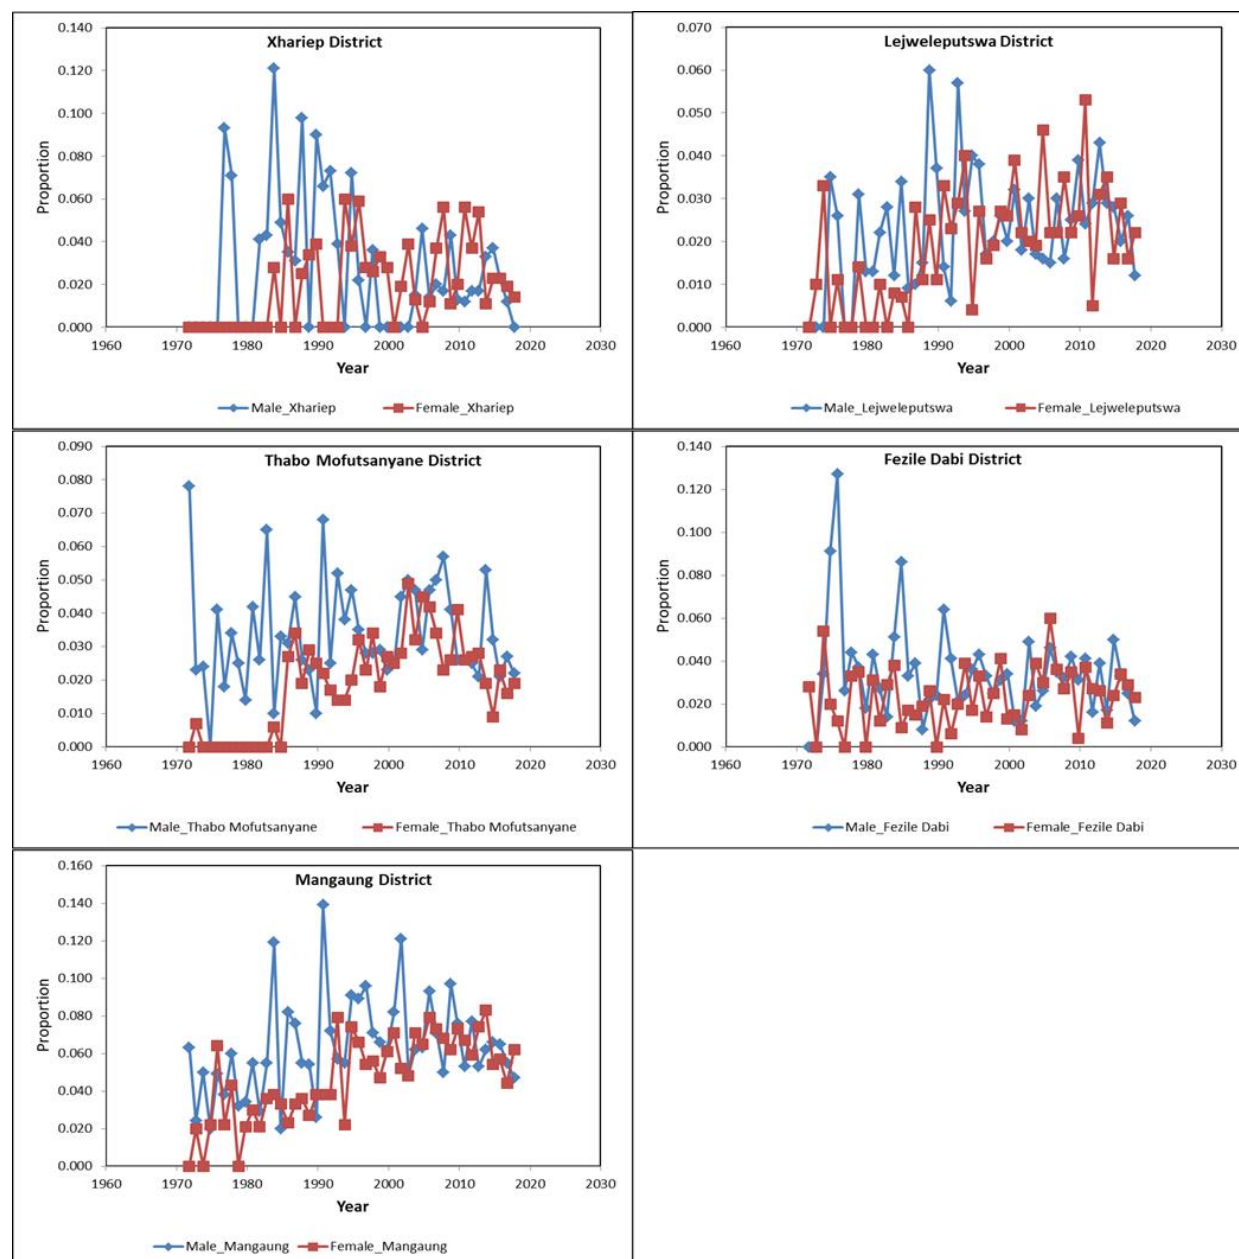 Xhariep District
0.140
0.120
0.100
0.080
0.060
0.040
0.020
0.000
Proportion
1960 1970 1980 1990 2000 2010 2020 2030
Year
Male_Xhariep Female_Xhariep
Lejweleputswa District
0.070
0.060
0.050
0.040
0.030
0.020
0.010
0.000
Proportion
1960 1970 1980 1990 2000 2010 2020 2030
Year
Male_Lejweleputswa Female_Lejweleputswa
Thabo Mofutsanyane District
0.090
0.080
0.070
0.060
0.050
0.040
0.030
0.020
0.010
0.000
Proportion
1960 1970 1980 1990 2000 2010 2020 2030
Year
Male_Thabo Mofutsanyane Female_Thabo Mofutsanyane
Fezile Dabi District
0.140
0.120
0.100
0.080
0.060
0.040
0.020
0.000
Proportion
1960 1970 1980 1990 2000 2010 2020 2030
Year
Male_Fezile Dabi Female_Fezile Dabi
Mangaung District
0.160
0.140
0.120
0.100
0.080
0.060
0.040
0.020
0.000
Proportion
1960 1970 1980 1990 2000 2010 2020 2030
Year
Male_Mangaung Female_Mangaung